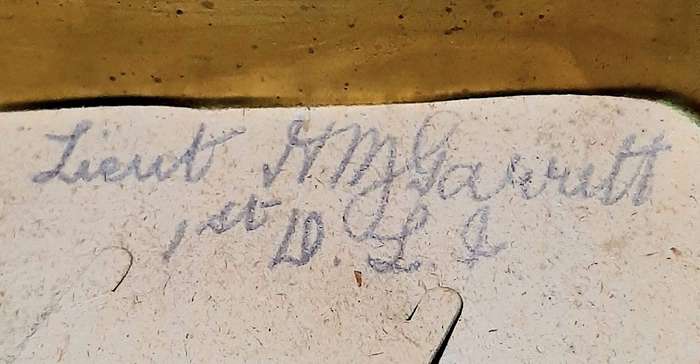 Lieut H M Garrett
1st D. L. I